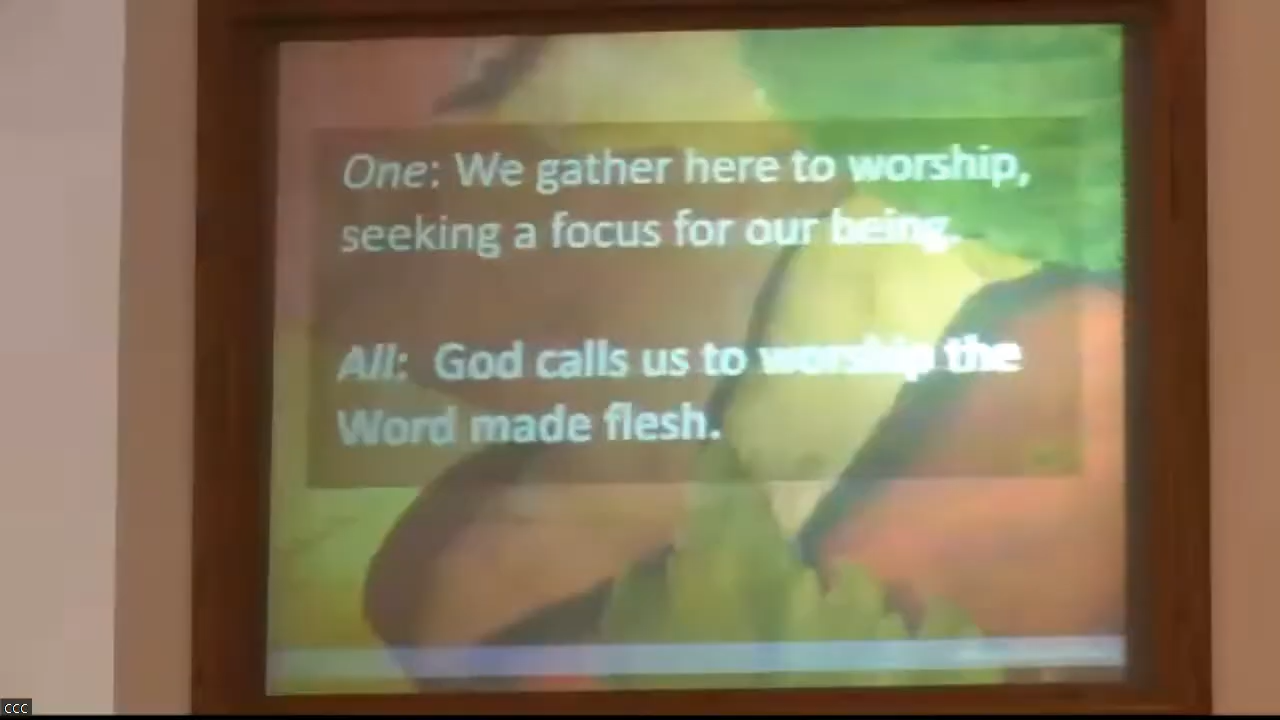 One: We gather here to worship,
seeking a focus for our being.
All: God calls us to worship the
Word made flesh.
CCC